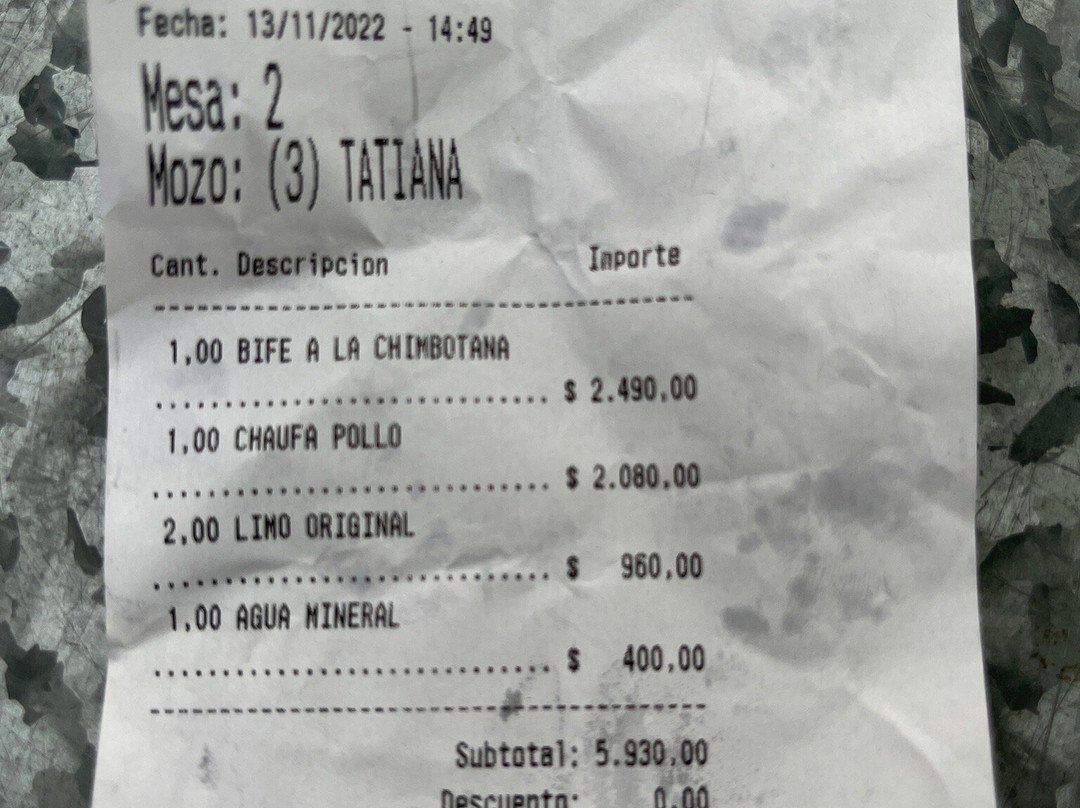 Fecha: 13/11/2022 - 14:49
Mesa: 2
Mozo: (3) TATIANA
Cant. Descripcion Importe
1,00 BIFE A LA CHIMBOTANA
$ 2.490,00
1,00 CHAUFA POLLO
$ 2.080,00
2,00 LIMO ORIGINAL
$ 960,00
1,00 AGUA MINERAL
$ 400,00
Subtotal: 5.930,00
Descuento: 0,00